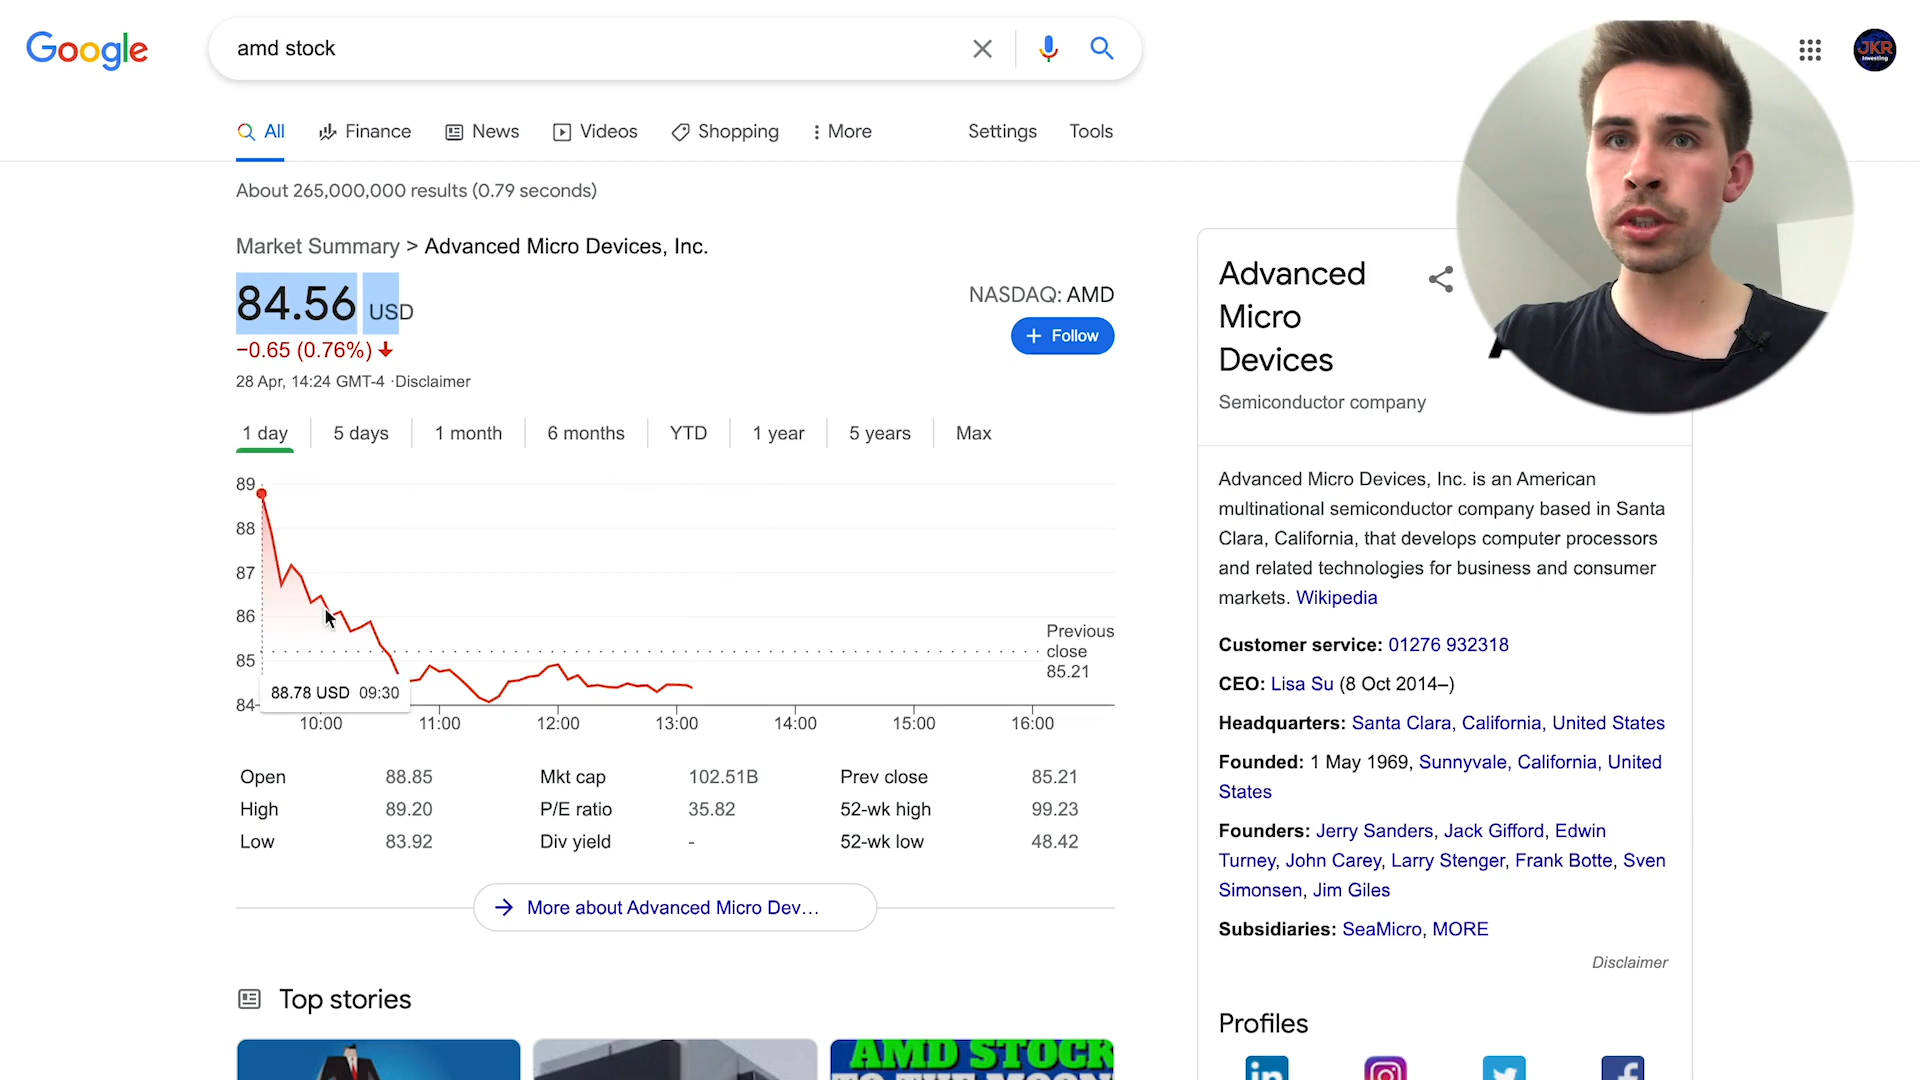 Google
amd stock
JKR
Investing
All
Finance
News
Videos
Shopping
More
Settings
Tools
About 265,000,000 results (0.79 seconds)
Market Summary > Advanced Micro Devices, Inc.
84.56 USD
−0.65 (0.76%)
28 Apr, 14:24 GMT-4 ·Disclaimer
NASDAQ: AMD
+ Follow
1 day
5 days
1 month
6 months
YTD
1 year
5 years
Max
89
88
87
86
85
84
Previous
close
85.21
88.78 USD 09:30
10:00
11:00
12:00
13:00
14:00
15:00
16:00
Open 88.85
High 89.20
Low 83.92
Mkt cap 102.51B
P/E ratio 35.82
Div yield -
Prev close 85.21
52-wk high 99.23
52-wk low 48.42
More about Advanced Micro Dev…
Top stories
AMD STOCK
TO THE MOON
Advanced
Micro
Devices
Semiconductor company
Advanced Micro Devices, Inc. is an American
multinational semiconductor company based in Santa
Clara, California, that develops computer processors
and related technologies for business and consumer
markets. Wikipedia
Customer service: 01276 932318
CEO: Lisa Su (8 Oct 2014–)
Headquarters: Santa Clara, California, United States
Founded: 1 May 1969, Sunnyvale, California, United
States
Founders: Jerry Sanders, Jack Gifford, Edwin
Turney, John Carey, Larry Stenger, Frank Botte, Sven
Simonsen, Jim Giles
Subsidiaries: SeaMicro, MORE
Disclaimer
Profiles
in